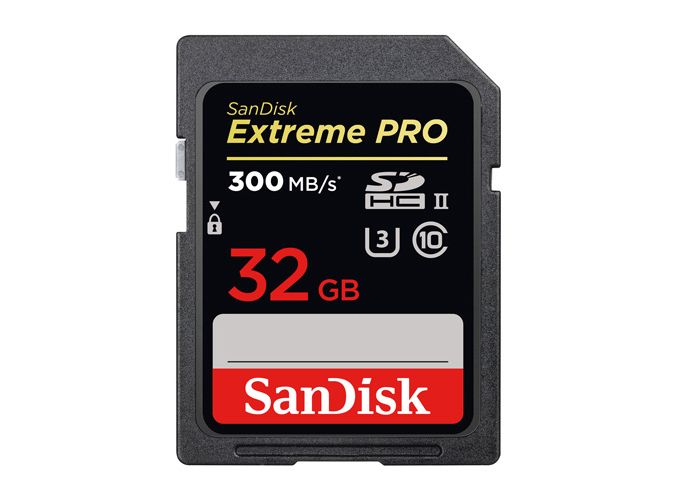 SanDisk
Extreme PRO
300 MB/s*
SD HC II
U3 10
32 GB
SanDisk